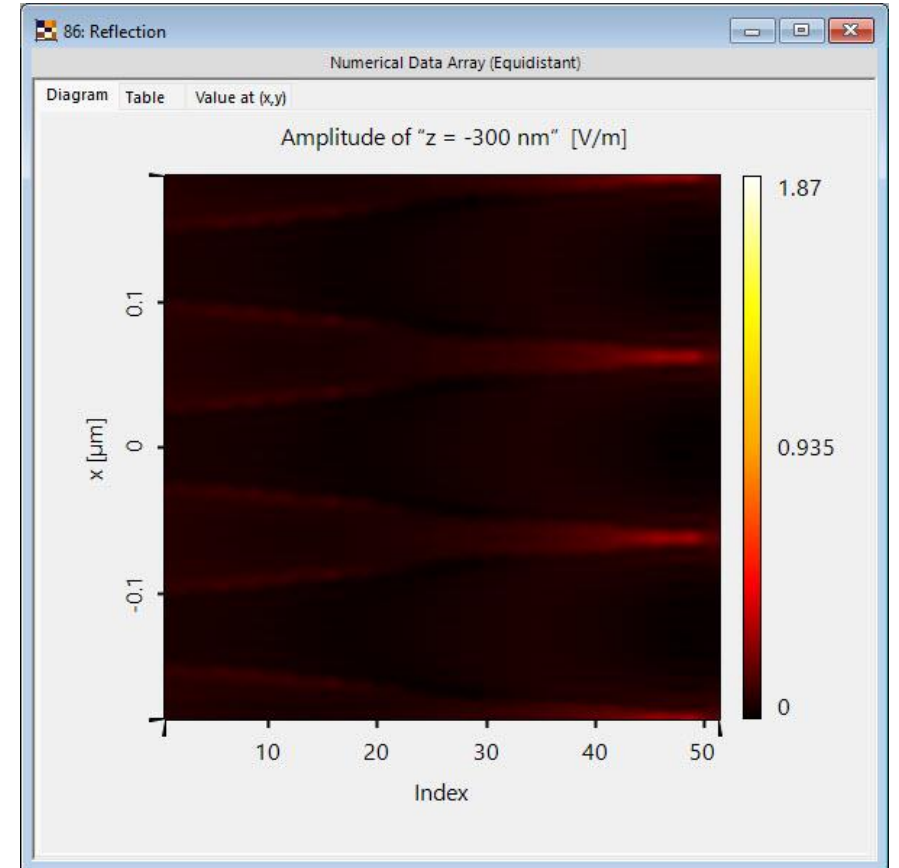 86: Reflection
Numerical Data Array (Equidistant)
Diagram Table Value at (x,y)
Amplitude of "z = -300 nm" [V/m]
1.87
0.1
0
0.935
x [µm]
-0.1
0
10 20 30 40 50
Index